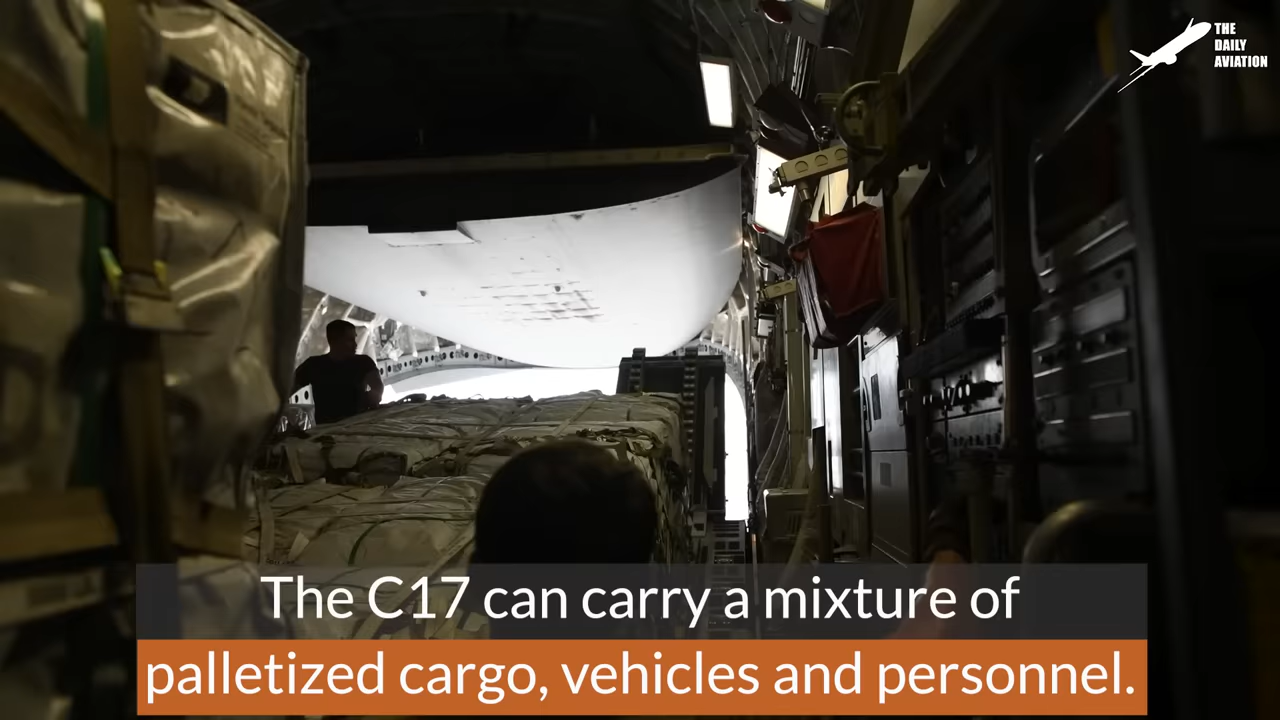 THE
DAILY
AVIATION
The C17 can carry a mixture of
palletized cargo, vehicles and personnel.